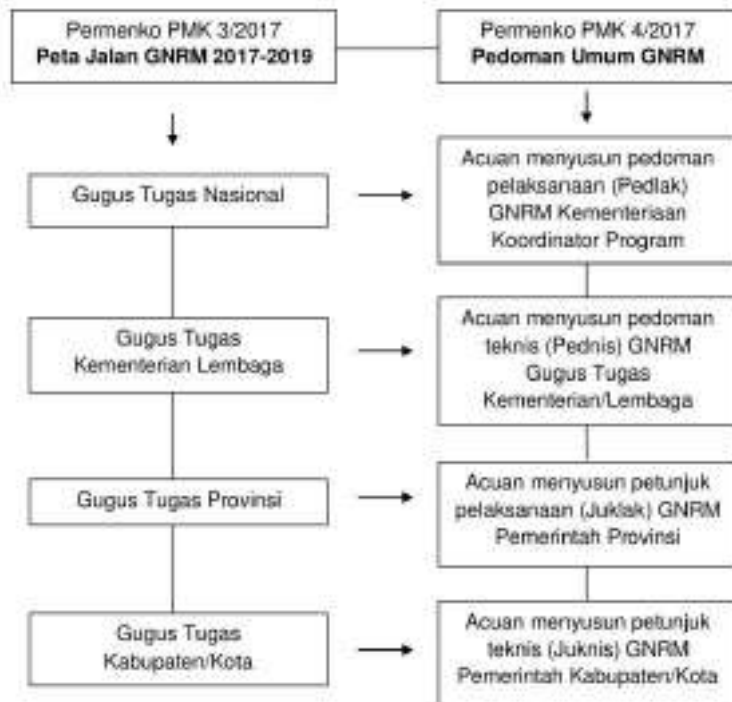 Permenko PMK 3/2017
Peta Jalan GNRM 2017-2019
Permenko PMK 4/2017
Pedoman Umum GNRM
Gugus Tugas Nasional
Acuan menyusun pedoman
pelaksanaan (Pedlak)
GNRM Kementeriaan
Koordinator Program
Gugus Tugas
Kementerian Lembaga
Acuan menyusun pedoman
teknis (Pednis) GNRM
Gugus Tugas
Kementerian/Lembaga
Gugus Tugas Provinsi
Acuan menyusun petunjuk
pelaksanaan (Juklak) GNRM
Pemerintah Provinsi
Gugus Tugas
Kabupaten/Kota
Acuan menyusun petunjuk
teknis (Juknis) GNRM
Pemerintah Kabupaten/Kota